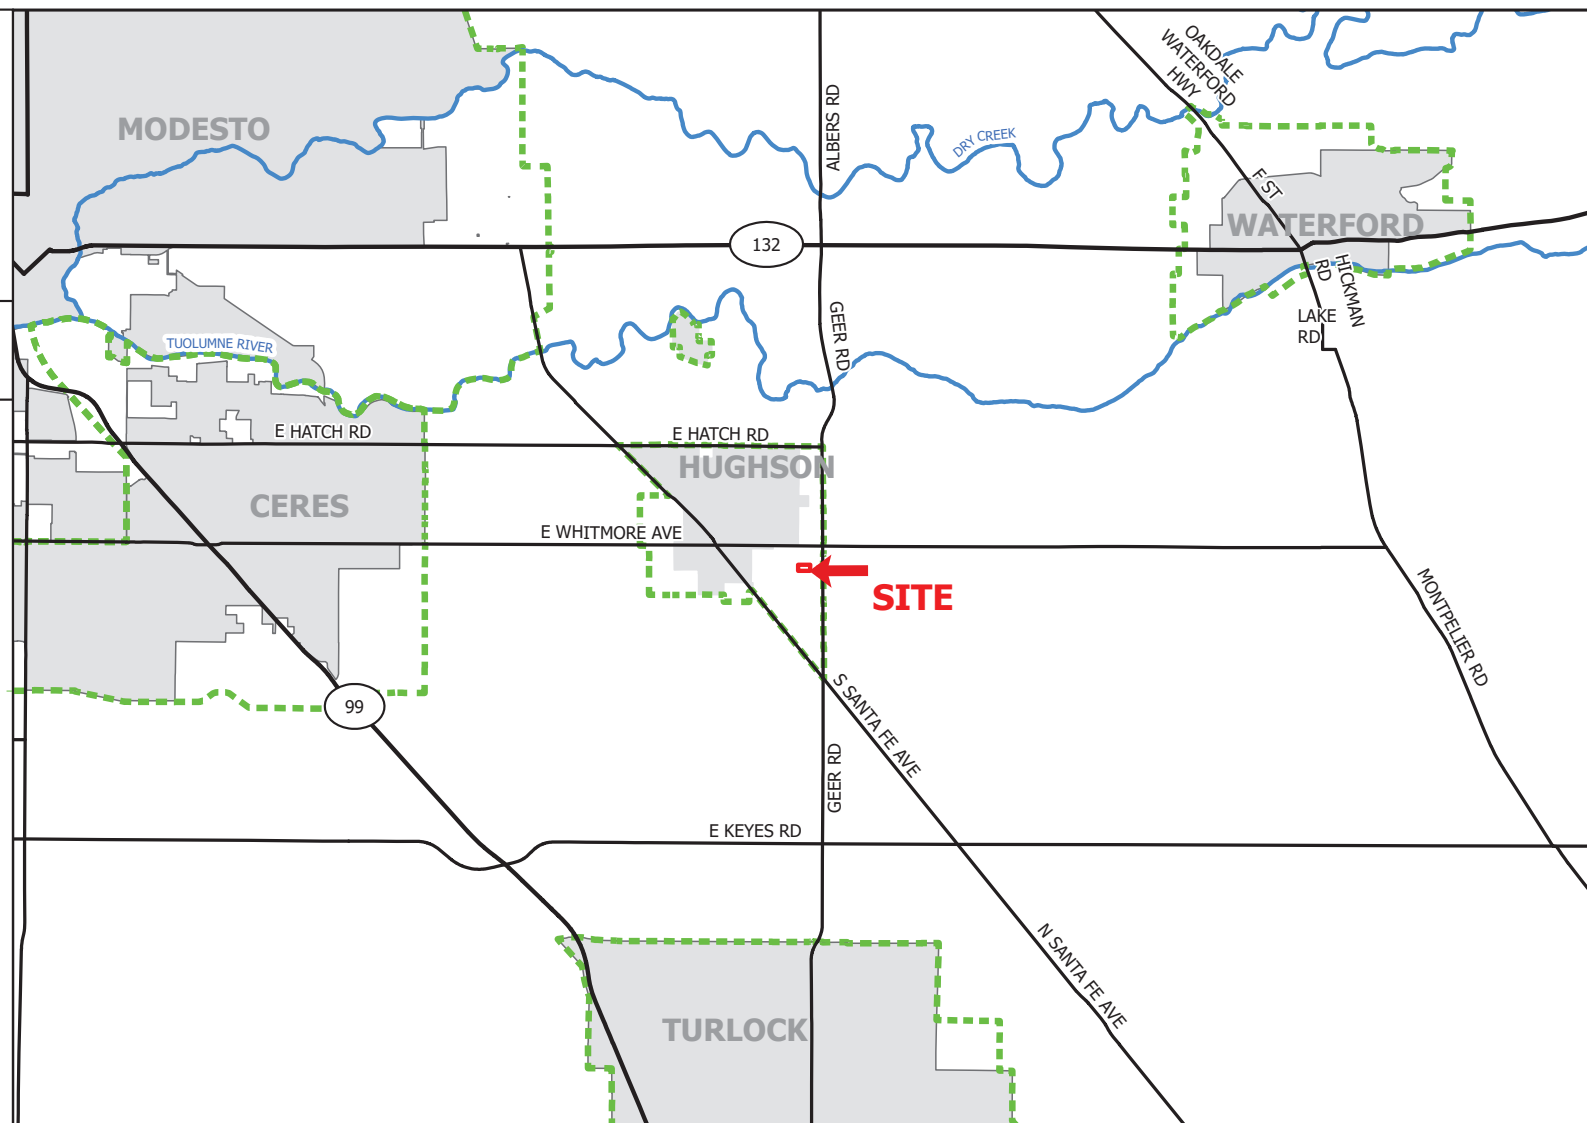 OAKDALE
WATERFORD
HWY
ALBERS RD
MODESTO
DRY CREEK
F ST
WATERFORD
132
HICKMAN
RD
LAKE
RD
GEER RD
TUOLUMNE RIVER
E HATCH RD
E HATCH RD
HUGHSON
CERES
E WHITMORE AVE
SITE
MONTPELIER RD
S SANTA FE AVE
99
GEER RD
E KEYES RD
N SANTA FE AVE
TURLOCK